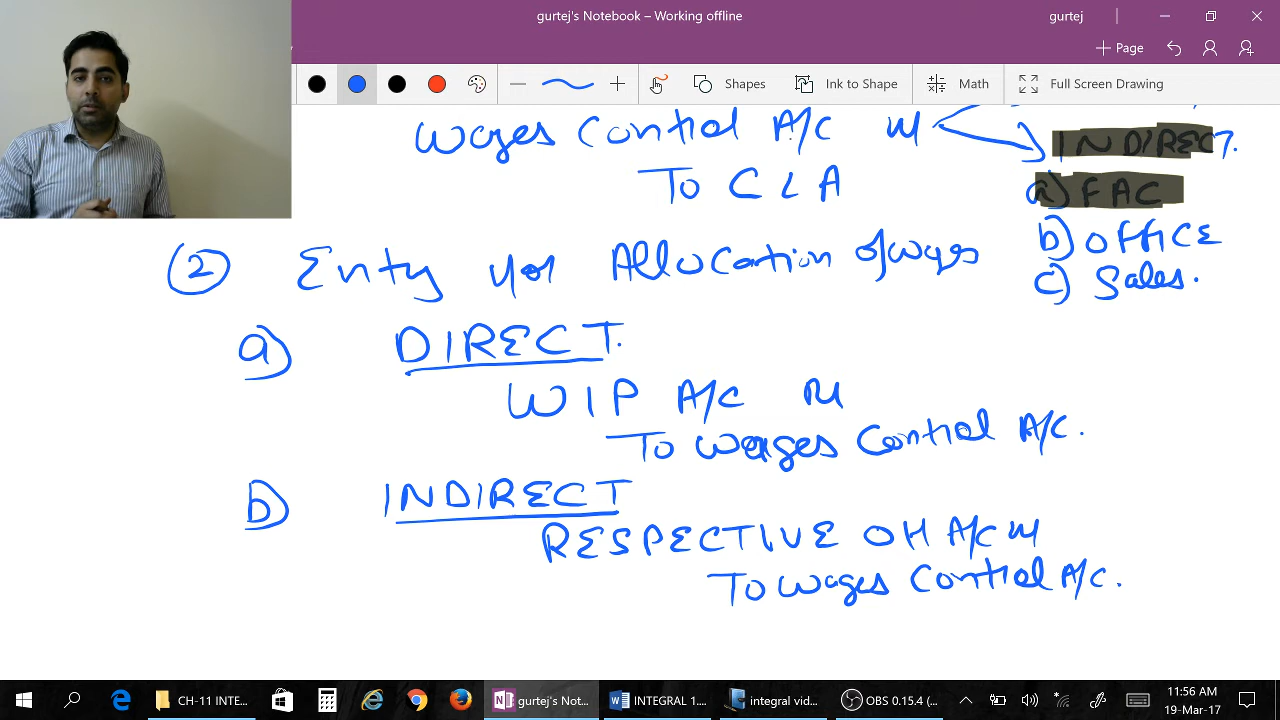 gurtej's Notebook – Working offline
gurtej
Page
Shapes
Ink to Shape
Math
Full Screen Drawing
Wages Control A/C
INDIRECT.
To CLA
a) FAC
b) OFFICE
c) Sales.
② Entry for Allocation of wages
a) DIRECT.
WIP A/C
To Wages Control A/C.
b) INDIRECT
RESPECTIVE OH A/C
To wages Control A/C.
CH-11 INTE...
gurtej's Not...
INTEGRAL 1....
integral vid...
OBS 0.15.4 (...
11:56 AM
19-Mar-17